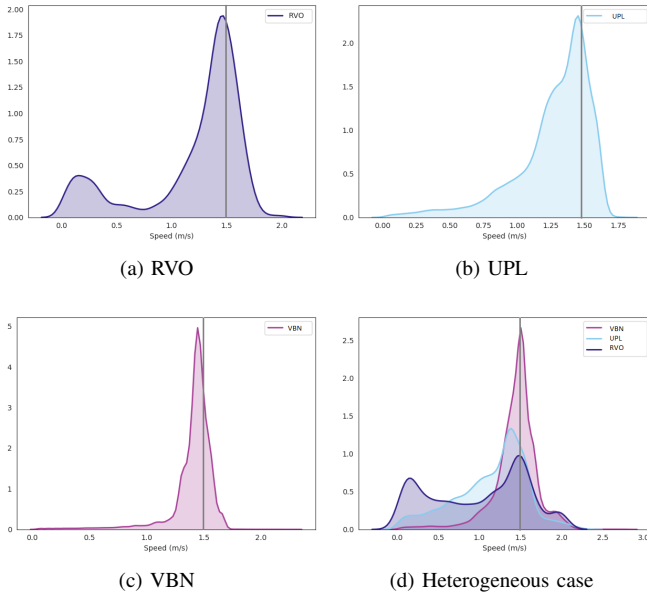 RVO
2.00
1.75
1.50
1.25
1.00
0.75
0.50
0.25
0.00
0.0 0.5 1.0 1.5 2.0
Speed (m/s)
(a) RVO
UPL
2.0
1.5
1.0
0.5
0.0
0.00 0.25 0.50 0.75 1.00 1.25 1.50 1.75
Speed (m/s)
(b) UPL
VBN
5
4
3
2
1
0
0.0 0.5 1.0 1.5 2.0
Speed (m/s)
(c) VBN
VBN
UPL
RVO
2.5
2.0
1.5
1.0
0.5
0.0
0.0 0.5 1.0 1.5 2.0 2.5 3.0
Speed (m/s)
(d) Heterogeneous case